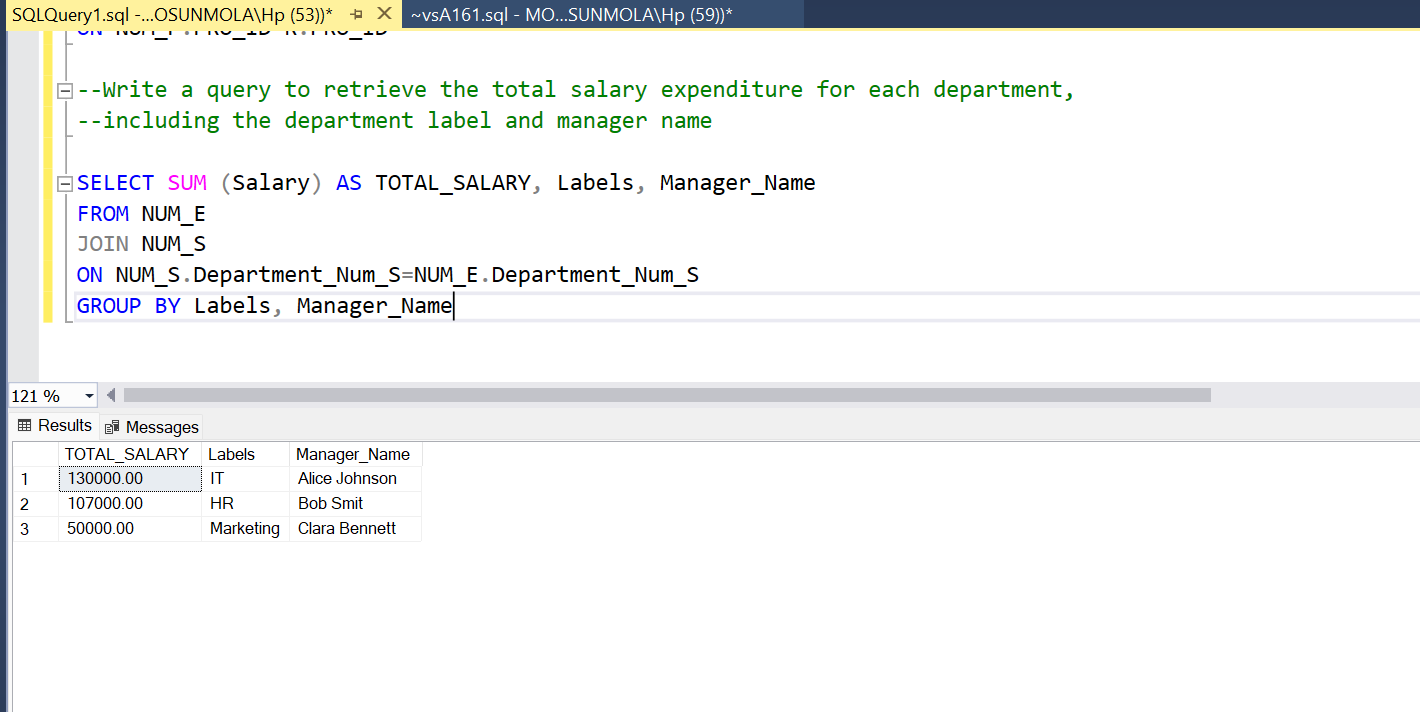 SQLQuery1.sql -...OSUNMOLA\Hp (53))* ~vsA161.sql - MO...SUNMOLA\Hp (59))*
--Write a query to retrieve the total salary expenditure for each department,
--including the department label and manager name
SELECT SUM (Salary) AS TOTAL_SALARY, Labels, Manager_Name
FROM NUM_E
JOIN NUM_S
ON NUM_S.Department_Num_S=NUM_E.Department_Num_S
GROUP BY Labels, Manager_Name
121 %
Results Messages
TOTAL_SALARY Labels Manager_Name
1 130000.00 IT Alice Johnson
2 107000.00 HR Bob Smit
3 50000.00 Marketing Clara Bennett